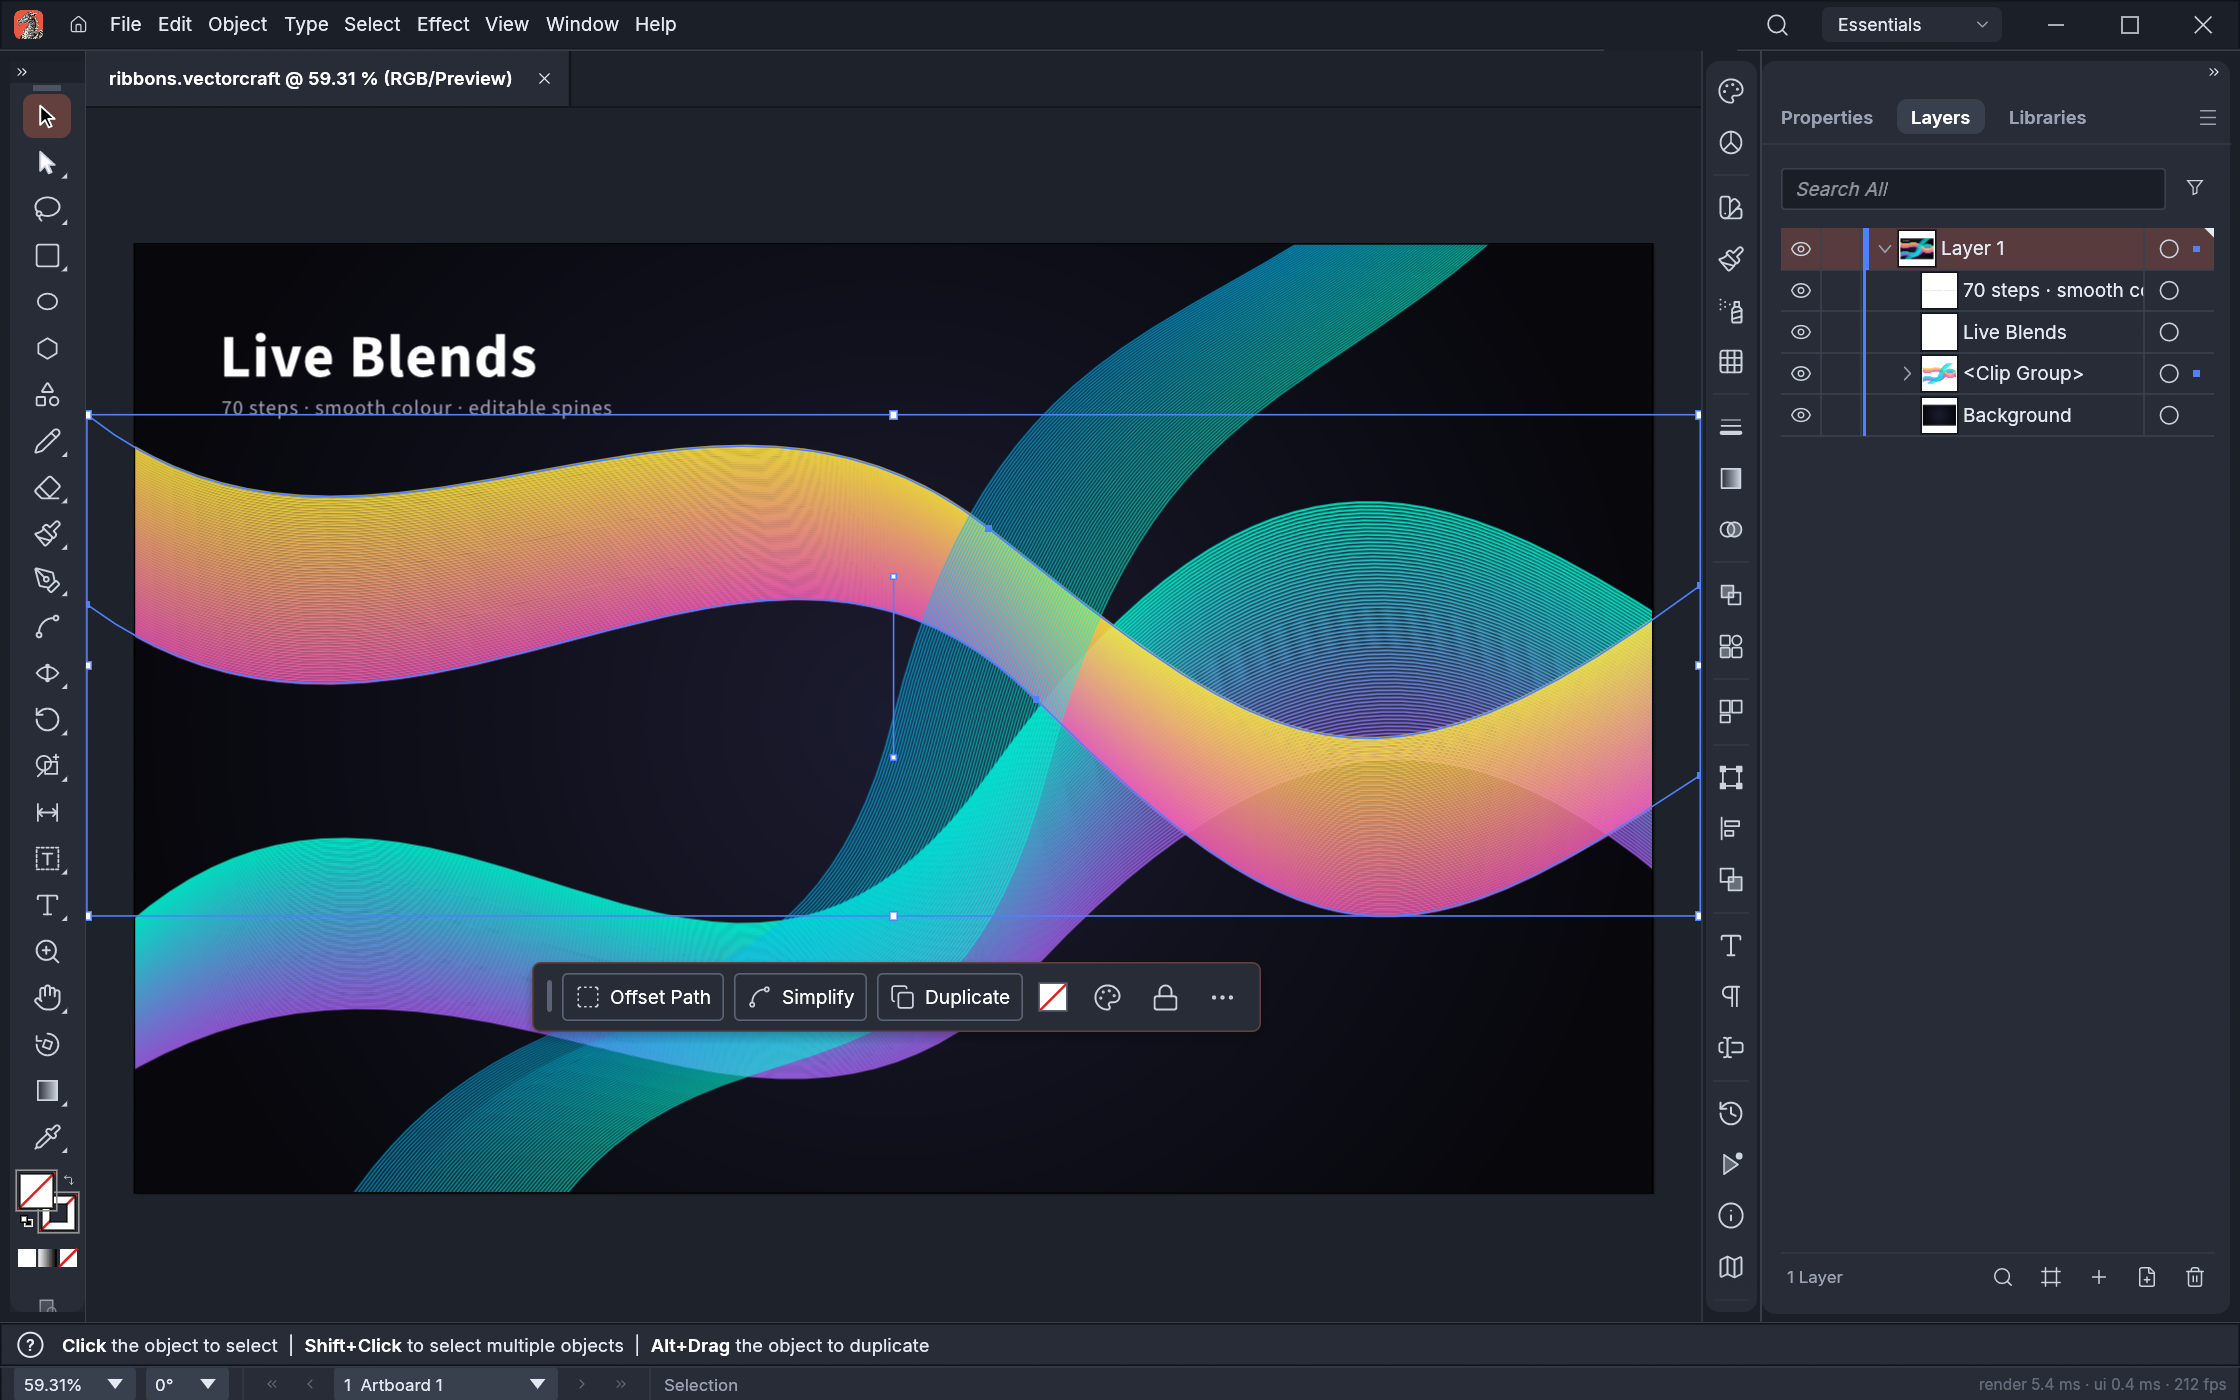 File Edit Object Type Select Effect View Window Help
Essentials
ribbons.vectorcraft @ 59.31 % (RGB/Preview)
Properties Layers Libraries
Search All
Layer 1
70 steps · smooth co
Live Blends
<Clip Group>
Background
Live Blends
70 steps · smooth colour · editable spines
Offset Path Simplify Duplicate
1 Layer
Click the object to select | Shift+Click to select multiple objects | Alt+Drag the object to duplicate
59.31% 0° 1 Artboard 1 Selection
render 5.4 ms · ui 0.4 ms · 212 fps